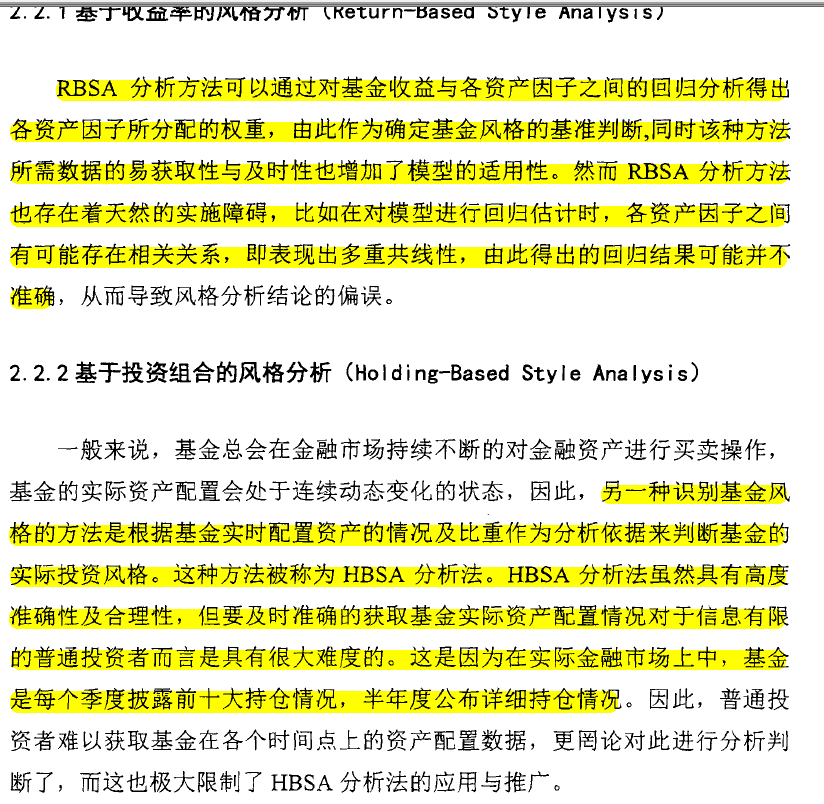 2.2.1 基于收益率的风格分析（Return-Based Style Analysis）
RBSA 分析方法可以通过对基金收益与各资产因子之间的回归分析得出
各资产因子所分配的权重，由此作为确定基金风格的基准判断,同时该种方法
所需数据的易获取性与及时性也增加了模型的适用性。然而 RBSA 分析方法
也存在着天然的实施障碍，比如在对模型进行回归估计时，各资产因子之间
有可能存在相关关系，即表现出多重共线性，由此得出的回归结果可能并不
准确，从而导致风格分析结论的偏误。
2.2.2 基于投资组合的风格分析（Holding-Based Style Analysis）
一般来说，基金总会在金融市场持续不断的对金融资产进行买卖操作，
基金的实际资产配置会处于连续动态变化的状态，因此，另一种识别基金风
格的方法是根据基金实时配置资产的情况及比重作为分析依据来判断基金的
实际投资风格。这种方法被称为 HBSA 分析法。HBSA 分析法虽然具有高度
准确性及合理性，但要及时准确的获取基金实际资产配置情况对于信息有限
的普通投资者而言是具有很大难度的。这是因为在实际金融市场上中，基金
是每个季度披露前十大持仓情况，半年度公布详细持仓情况。因此，普通投
资者难以获取基金在各个时间点上的资产配置数据，更罔论对此进行分析判
断了，而这也极大限制了 HBSA 分析法的应用与推广。